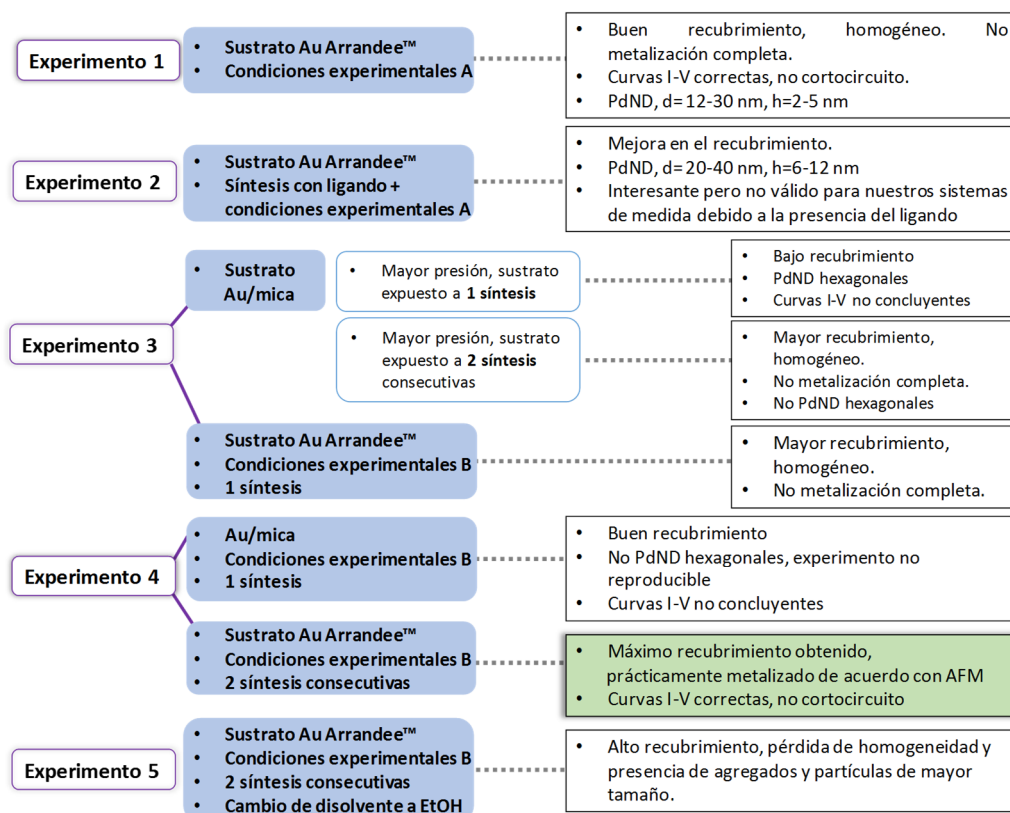 Experimento 1
• Sustrato Au Arrandee™
• Condiciones experimentales A
• Buen recubrimiento, homogéneo. No
metalización completa.
• Curvas I-V correctas, no cortocircuito.
• PdND, d= 12-30 nm, h=2-5 nm
Experimento 2
• Sustrato Au Arrandee™
• Síntesis con ligando +
condiciones experimentales A
• Mejora en el recubrimiento.
• PdND, d=20-40 nm, h=6-12 nm
• Interesante pero no válido para nuestros sistemas
de medida debido a la presencia del ligando
Experimento 3
• Sustrato
Au/mica
• Mayor presión, sustrato
expuesto a 1 síntesis
• Bajo recubrimiento
• PdND hexagonales
• Curvas I-V no concluyentes
• Mayor presión, sustrato
expuesto a 2 síntesis
consecutivas
• Mayor recubrimiento,
homogéneo.
• No metalización completa.
• No PdND hexagonales
• Sustrato Au Arrandee™
• Condiciones experimentales B
• 1 síntesis
• Mayor recubrimiento,
homogéneo.
• No metalización completa.
Experimento 4
• Au/mica
• Condiciones experimentales B
• 1 síntesis
• Buen recubrimiento
• No PdND hexagonales, experimento no
reproducible
• Curvas I-V no concluyentes
• Sustrato Au Arrandee™
• Condiciones experimentales B
• 2 síntesis consecutivas
• Máximo recubrimiento obtenido,
prácticamente metalizado de acuerdo con AFM
• Curvas I-V correctas, no cortocircuito
Experimento 5
• Sustrato Au Arrandee™
• Condiciones experimentales B
• 2 síntesis consecutivas
• Cambio de disolvente a EtOH
• Alto recubrimiento, pérdida de homogeneidad y
presencia de agregados y partículas de mayor
tamaño.